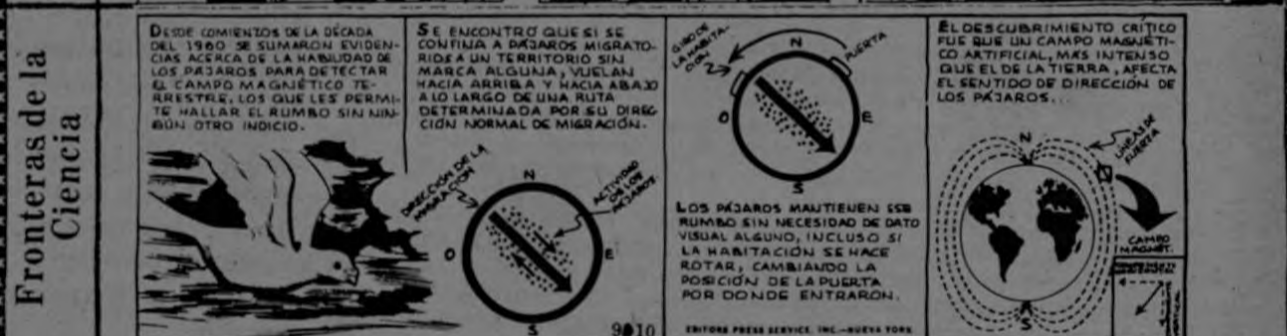 Fronteras de la
Ciencia
DESDE COMIENZOS DE LA DÉCADA
DEL 1960 SE SUMARON EVIDEN-
CIAS ACERCA DE LA HABILIDAD DE
LOS PÁJAROS PARA DETECTAR
EL CAMPO MAGNÉTICO TE-
RRESTRE, LOS QUE LES PERMI-
TE HALLAR EL RUMBO SIN NIN-
GÚN OTRO INDICIO.
SE ENCONTRÓ QUE SI SE
CONFINA A PÁJAROS MIGRATO-
RIOS A UN TERRITORIO SIN
MARCA ALGUNA, VUELAN
HACIA ARRIBA Y HACIA ABAJO
A LO LARGO DE UNA RUTA
DETERMINADA POR SU DIREC
CIÓN NORMAL DE MIGRACIÓN.
DIRECCIÓN DE LA
MIGRACIÓN
N
ACTIVIDAD
DE LOS
PÁJAROS
O
E
S
9010
GIRO DE
LA HABITA-
CIÓN
N
PUERTA
O
E
S
LOS PÁJAROS MANTIENEN ESE
RUMBO SIN NECESIDAD DE DATO
VISUAL ALGUNO, INCLUSO SI
LA HABITACIÓN SE HACE
ROTAR, CAMBIANDO LA
POSICIÓN DE LA PUERTA
POR DONDE ENTRARON.
EDITORS PRESS SERVICE, INC.-NUEVA YORK
EL DESCUBRIMIENTO CRÍTICO
FUE QUE UN CAMPO MAGNÉTI-
CO ARTIFICIAL, MÁS INTENSO
QUE EL DE LA TIERRA, AFECTA
EL SENTIDO DE DIRECCIÓN DE
LOS PÁJAROS...
N
LÍNEAS DE
FUERZA
CAMPO
MAGNÉT.
S